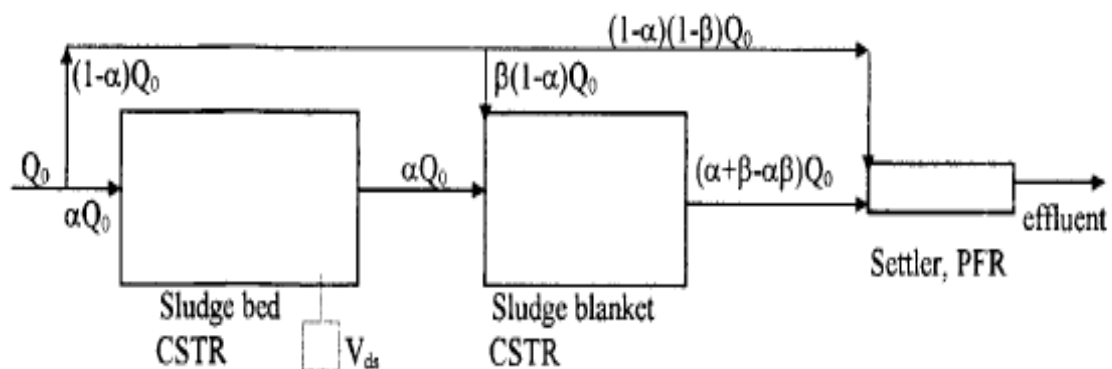 (1-α)(1-β)Q₀
(1-α)Q₀
β(1-α)Q₀
Q₀
αQ₀
αQ₀
(α+β-αβ)Q₀
effluent
Settler, PFR
Sludge bed
CSTR
V_ds
Sludge blanket
CSTR